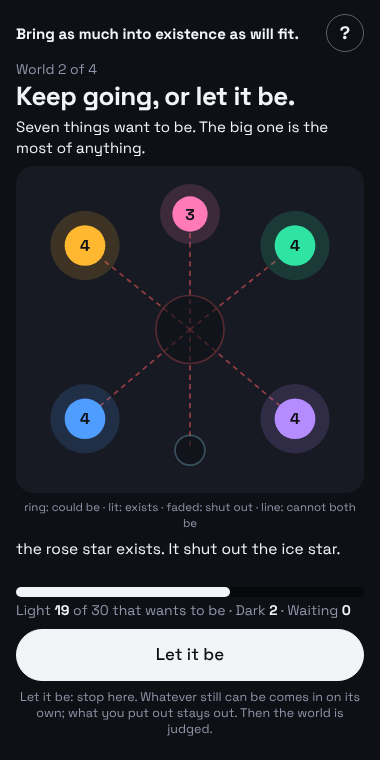 Bring as much into existence as will fit.
?
World 2 of 4
Keep going, or let it be.
Seven things want to be. The big one is the
most of anything.
3
4
4
4
4
ring: could be · lit: exists · faded: shut out · line: cannot both
be
the rose star exists. It shut out the ice star.
Light 19 of 30 that wants to be · Dark 2 · Waiting 0
Let it be
Let it be: stop here. Whatever still can be comes in on its
own; what you put out stays out. Then the world is
judged.